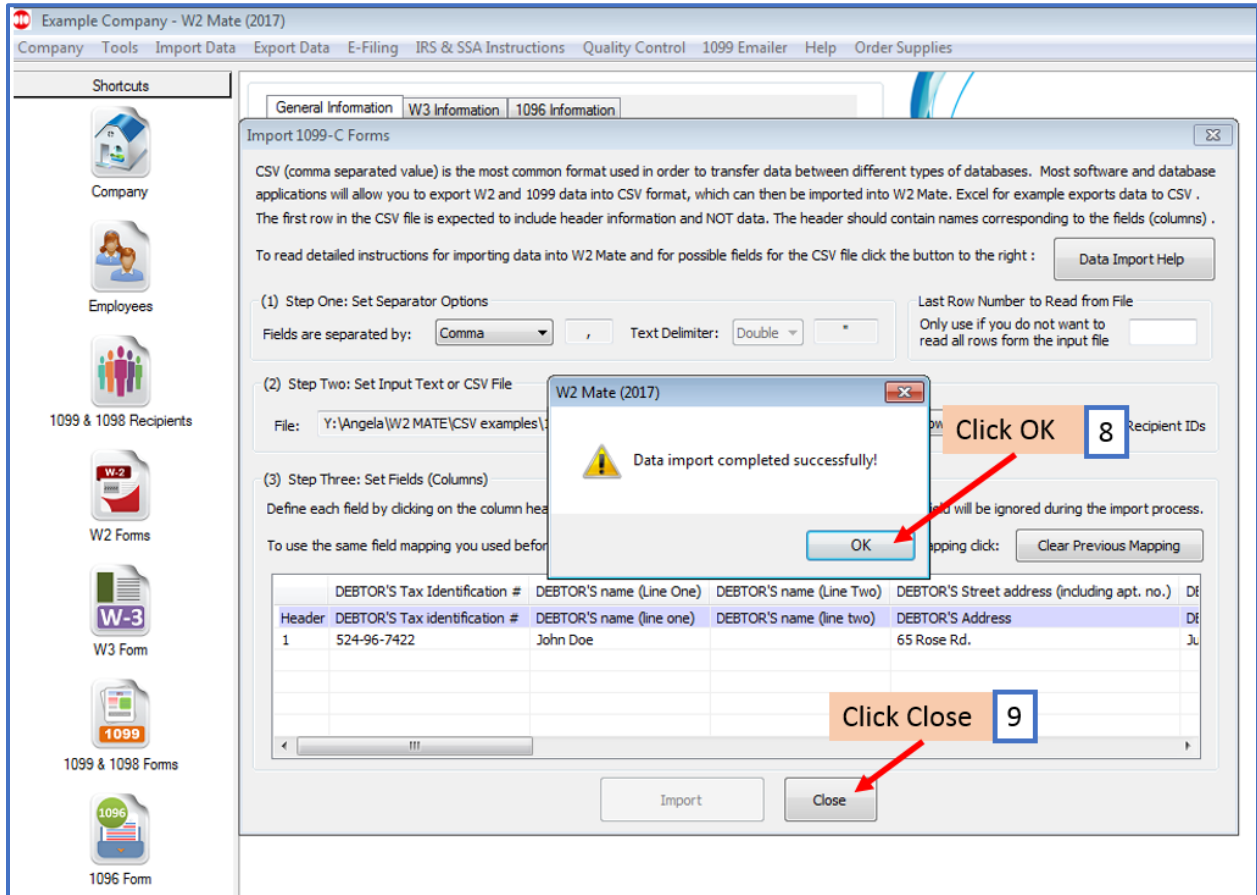 Example Company - W2 Mate (2017)
Company Tools Import Data Export Data E-Filing IRS & SSA Instructions Quality Control 1099 Emailer Help Order Supplies
Shortcuts
Company
Employees
1099 & 1098 Recipients
W-2
W2 Forms
W-3
W3 Form
1099
1099 & 1098 Forms
1096
1096 Form
General Information W3 Information 1096 Information
Import 1099-C Forms
CSV (comma separated value) is the most common format used in order to transfer data between different types of databases. Most software and database
applications will allow you to export W2 and 1099 data into CSV format, which can then be imported into W2 Mate. Excel for example exports data to CSV .
The first row in the CSV file is expected to include header information and NOT data. The header should contain names corresponding to the fields (columns) .
To read detailed instructions for importing data into W2 Mate and for possible fields for the CSV file click the button to the right : Data Import Help
(1) Step One: Set Separator Options
Fields are separated by: Comma , Text Delimiter: Double "
Last Row Number to Read from File
Only use if you do not want to
read all rows form the input file
(2) Step Two: Set Input Text or CSV File
File: Y:\Angela\W2 MATE\CSV examples\
Recipient IDs
W2 Mate (2017)
Data import completed successfully!
OK
Click OK 8
(3) Step Three: Set Fields (Columns)
Define each field by clicking on the column will be ignored during the import process.
To use the same field mapping you used click: Clear Previous Mapping
DEBTOR'S Tax Identification # DEBTOR'S name (Line One) DEBTOR'S name (Line Two) DEBTOR'S Street address (including apt. no.)
Header DEBTOR'S Tax identification # DEBTOR'S name (line one) DEBTOR'S name (line two) DEBTOR'S Address
1 524-96-7422 John Doe 65 Rose Rd.
Click Close 9
Import Close